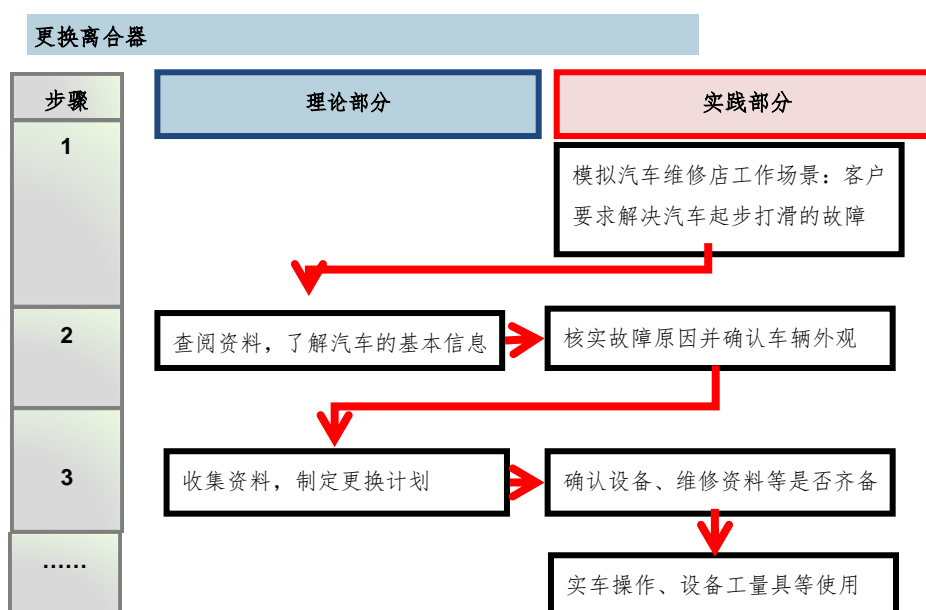 更换离合器
步骤
理论部分
实践部分
1
模拟汽车维修店工作场景：客户
要求解决汽车起步打滑的故障
2
查阅资料，了解汽车的基本信息
核实故障原因并确认车辆外观
3
收集资料，制定更换计划
确认设备、维修资料等是否齐备
……
实车操作、设备工量具等使用